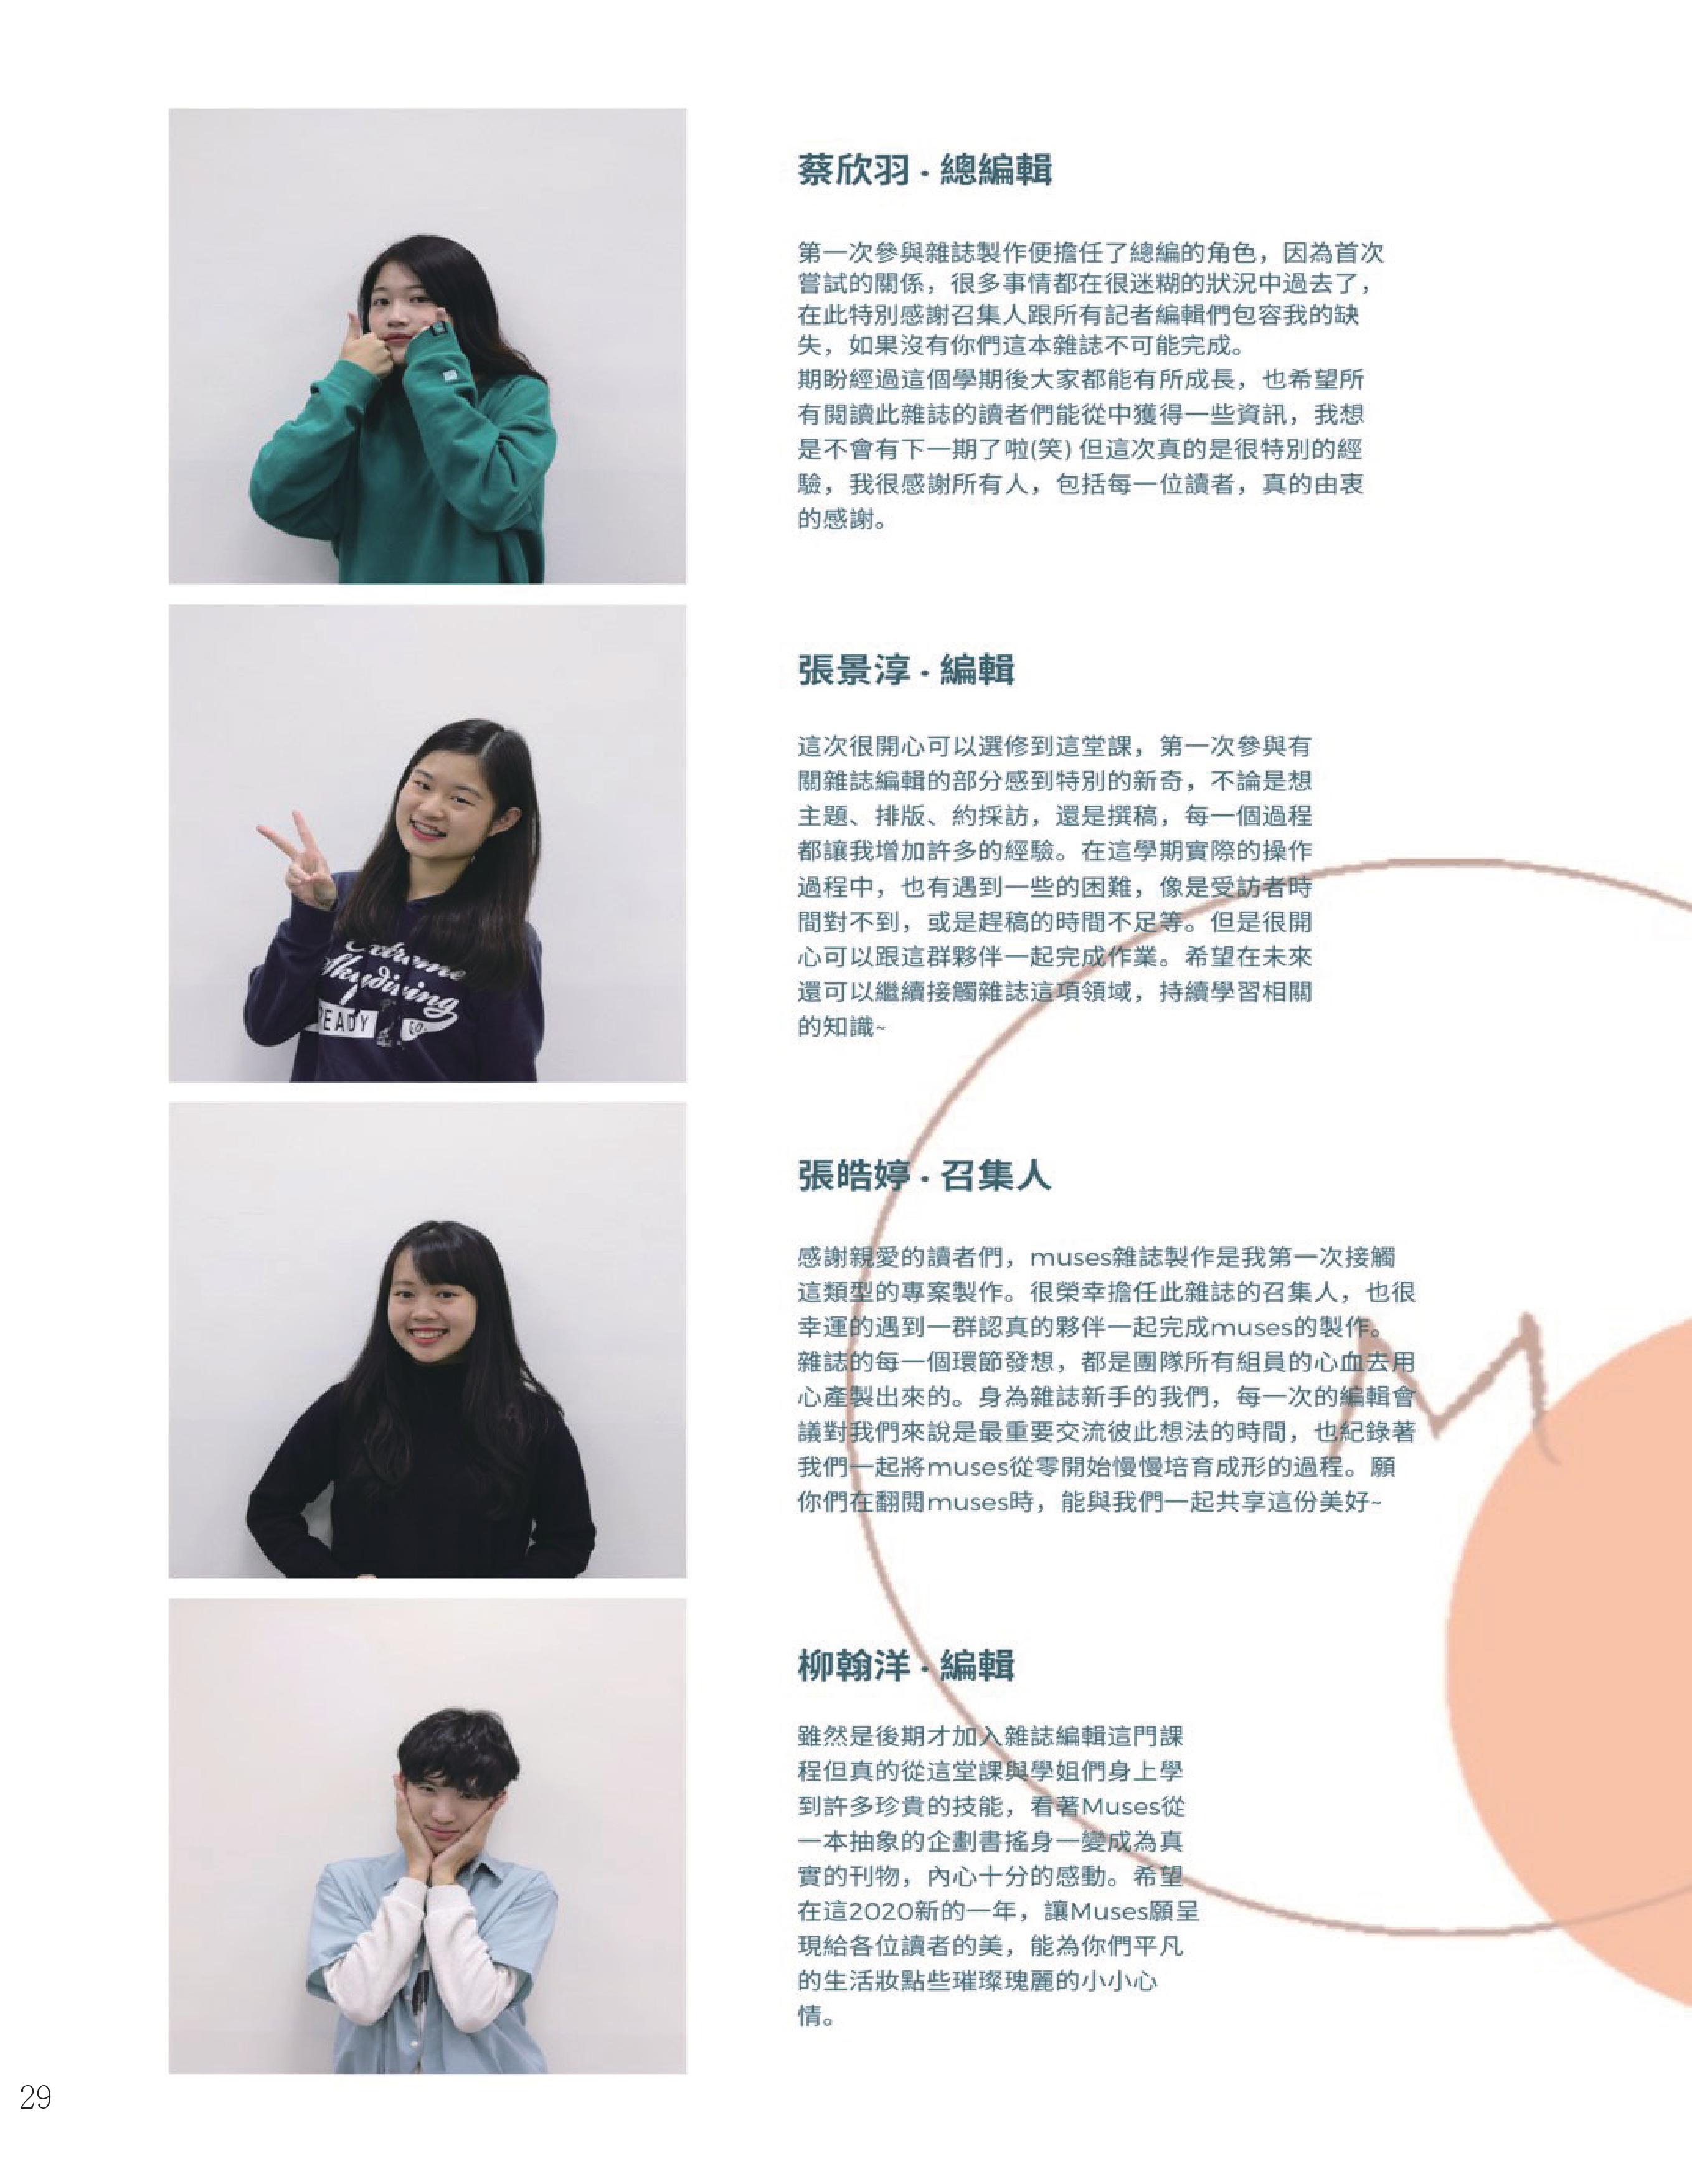 蔡欣羽 · 總編輯
第一次參與雜誌製作便擔任了總編的角色，因為首次
嘗試的關係，很多事情都在很迷糊的狀況中過去了，
在此特別感謝召集人跟所有記者編輯們包容我的缺
失，如果沒有你們這本雜誌不可能完成。
期盼經過這個學期後大家都能有所成長，也希望所
有閱讀此雜誌的讀者們能從中獲得一些資訊，我想
是不會有下一期了啦(笑) 但這次真的是很特別的經
驗，我很感謝所有人，包括每一位讀者，真的由衷
的感謝。
張景淳 · 編輯
這次很開心可以選修到這堂課，第一次參與有
關雜誌編輯的部分感到特別的新奇，不論是想
主題、排版、約採訪，還是撰稿，每一個過程
都讓我增加許多的經驗。在這學期實際的操作
過程中，也有遇到一些的困難，像是受訪者時
間對不到，或是趕稿的時間不足等。但是很開
心可以跟這群夥伴一起完成作業。希望在未來
還可以繼續接觸雜誌這項領域，持續學習相關
的知識~
Extreme
Skydiving
READY
GO
張皓婷 · 召集人
感謝親愛的讀者們，muses雜誌製作是我第一次接觸
這類型的專案製作。很榮幸擔任此雜誌的召集人，也很
幸運的遇到一群認真的夥伴一起完成muses的製作。
雜誌的每一個環節發想，都是團隊所有組員的心血去用
心產製出來的。身為雜誌新手的我們，每一次的編輯會
議對我們來說是最重要交流彼此想法的時間，也紀錄著
我們一起將muses從零開始慢慢培育成形的過程。願
你們在翻閱muses時，能與我們一起共享這份美好~
M
柳翰洋 · 編輯
雖然是後期才加入雜誌編輯這門課
程但真的從這堂課與學姐們身上學
到許多珍貴的技能，看著Muses從
一本抽象的企劃書搖身一變成為真
實的刊物，內心十分的感動。希望
在這2020新的一年，讓Muses願呈
現給各位讀者的美，能為你們平凡
的生活妝點些璀璨瑰麗的小小心
情。
29